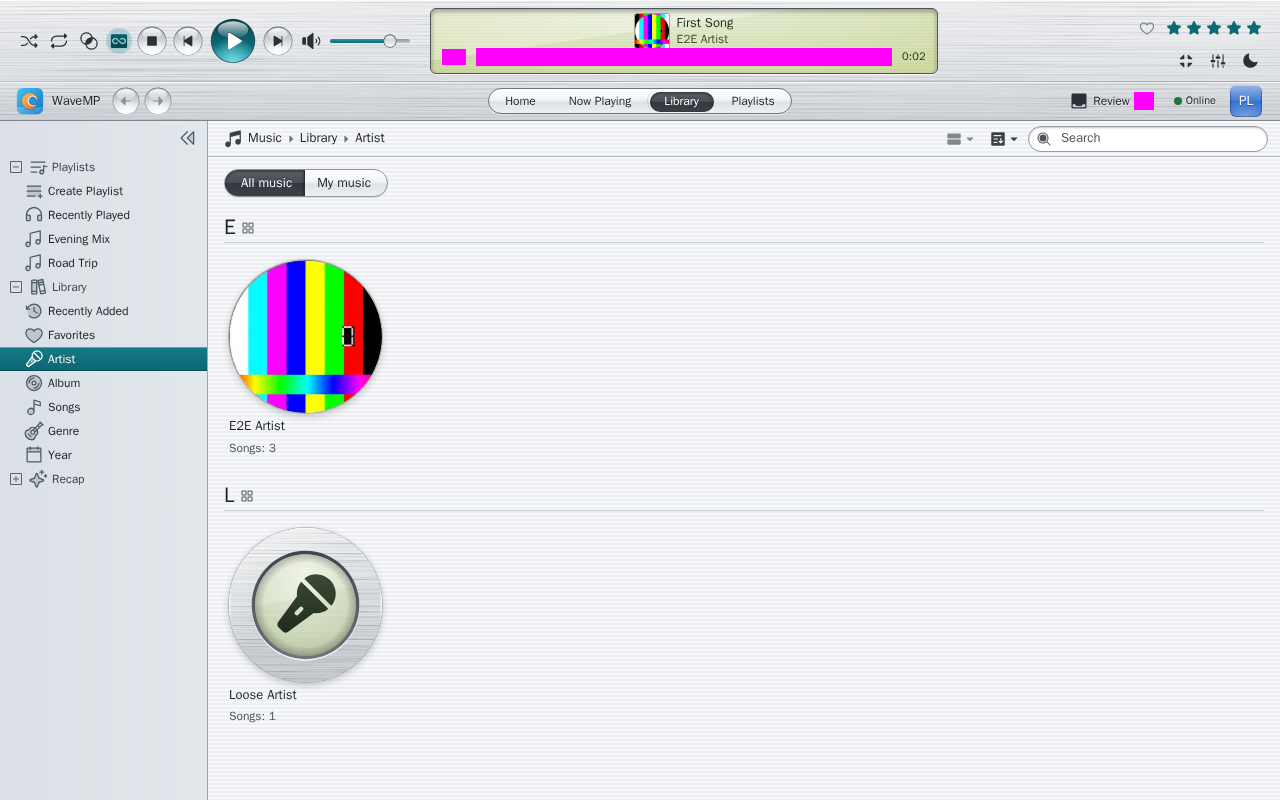 First Song
E2E Artist
0:02
WaveMP
Home
Now Playing
Library
Playlists
Review
Online
PL
Music
Library
Artist
Search
Playlists
Create Playlist
Recently Played
Evening Mix
Road Trip
Library
Recently Added
Favorites
Artist
Album
Songs
Genre
Year
Recap
All music
My music
E
E2E Artist
Songs: 3
L
Loose Artist
Songs: 1